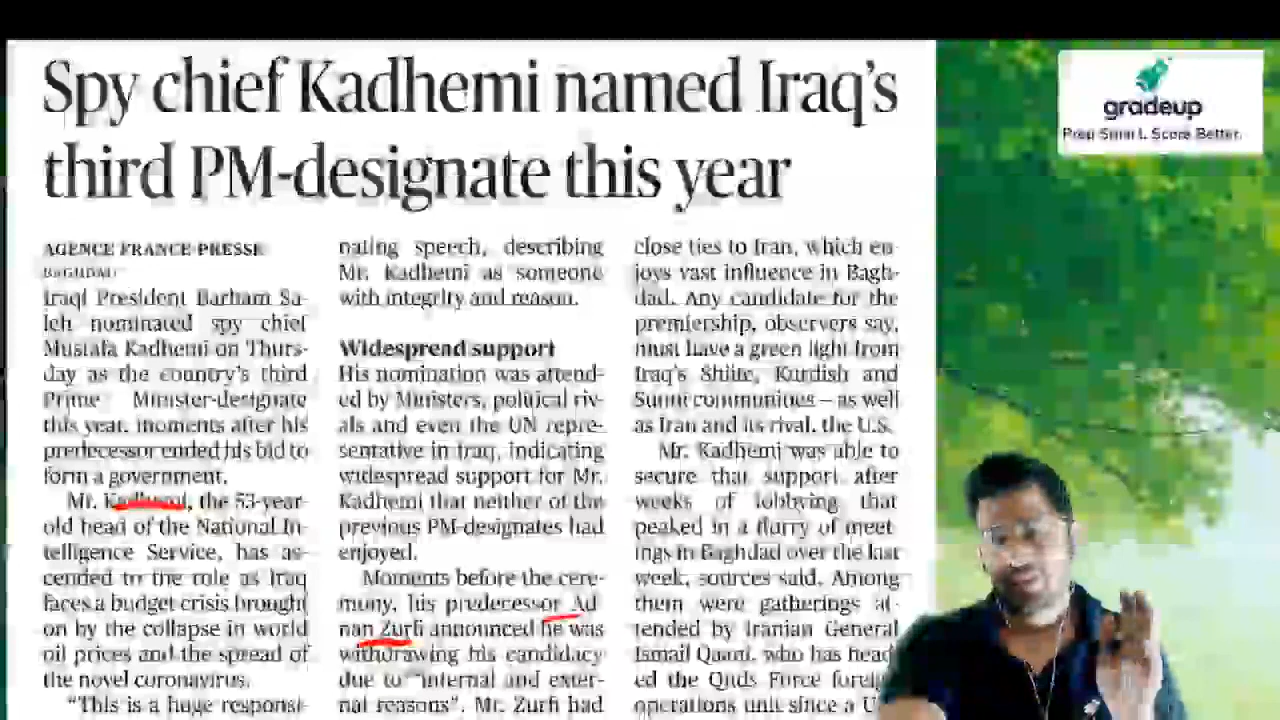 Spy chief Kadhemi named Iraq's
third PM-designate this year
AGENCE FRANCE-PRESSE
BAGHDAD
Iraqi President Barham Sa-
leh nominated spy chief
Mustafa Kadhemi on Thurs-
day as the country's third
Prime Minister-designate
this year, moments after his
predecessor ended his bid to
form a government.
Mr. Kadhemi, the 53-year-
old head of the National In-
telligence Service, has as-
cended to the role as Iraq
faces a budget crisis brought
on by the collapse in world
oil prices and the spread of
the novel coronavirus.
"This is a huge responsi-
nating speech, describing
Mr. Kadhemi as someone
with integrity and reason.
Widespread support
His nomination was attend-
ed by Ministers, political riv-
als and even the UN repre-
sentative in Iraq, indicating
widespread support for Mr.
Kadhemi that neither of the
previous PM-designates had
enjoyed.
Moments before the cere-
mony, his predecessor Ad-
nan Zurfi announced he was
withdrawing his candidacy
due to "internal and exter-
nal reasons". Mr. Zurfi had
close ties to Iran, which en-
joys vast influence in Bagh-
dad. Any candidate for the
premiership, observers say,
must have a green light from
Iraq's Shiite, Kurdish and
Sunni communities – as well
as Iran and its rival, the U.S.
Mr. Kadhemi was able to
secure that support after
weeks of lobbying that
peaked in a flurry of meet-
ings in Baghdad over the last
week, sources said. Among
them were gatherings at-
tended by Iranian General
Ismail Qaani, who has head-
ed the Quds Force foreign
operations unit since a U.
gradeup
Prep Smart. Score Better.